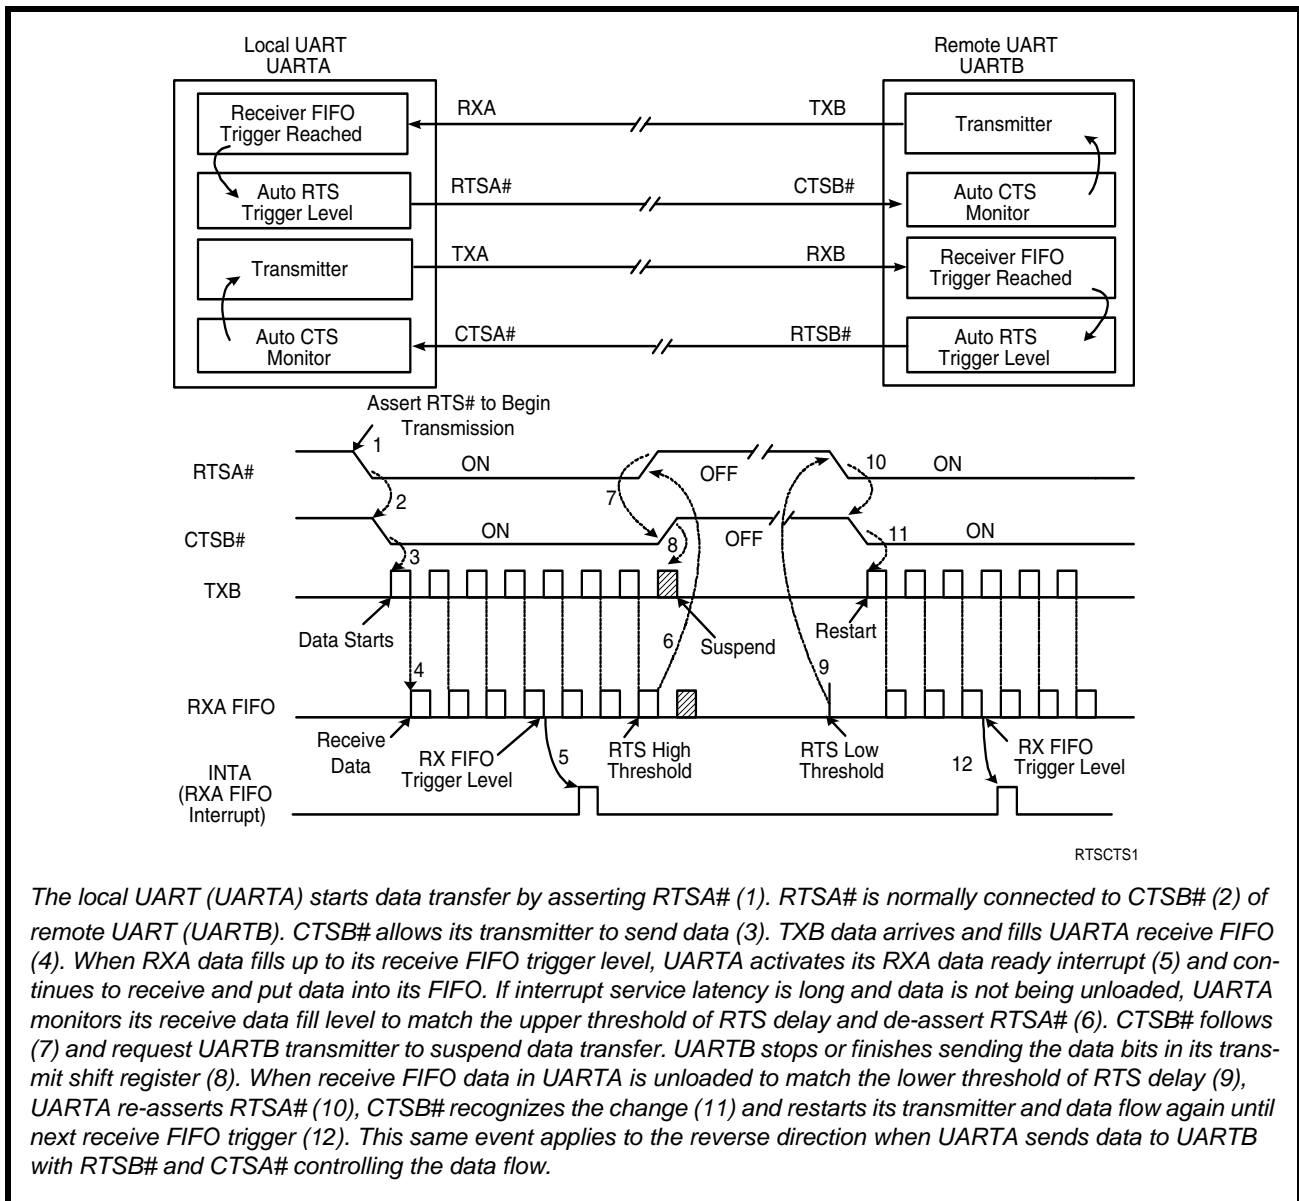 Local UART
UARTA
Remote UART
UARTB
Receiver FIFO
Trigger Reached
RXA
TXB
Transmitter
Auto RTS
Trigger Level
RTSA#
CTSB#
Auto CTS
Monitor
Transmitter
TXA
RXB
Receiver FIFO
Trigger Reached
Auto CTS
Monitor
CTSA#
RTSB#
Auto RTS
Trigger Level
Assert RTS# to Begin
Transmission
RTSA#
1
ON
OFF
10
ON
2
7
CTSB#
ON
OFF
11
ON
3
8
TXB
Data Starts
Suspend
Restart
4
6
9
RXA FIFO
Receive
Data
RX FIFO
Trigger Level
5
RTS High
Threshold
RTS Low
Threshold
12
RX FIFO
Trigger Level
INTA
(RXA FIFO
Interrupt)
RTSCTS1
The local UART (UARTA) starts data transfer by asserting RTSA# (1). RTSA# is normally connected to CTSB# (2) of
remote UART (UARTB). CTSB# allows its transmitter to send data (3). TXB data arrives and fills UARTA receive FIFO
(4). When RXA data fills up to its receive FIFO trigger level, UARTA activates its RXA data ready interrupt (5) and con-
tinues to receive and put data into its FIFO. If interrupt service latency is long and data is not being unloaded, UARTA
monitors its receive data fill level to match the upper threshold of RTS delay and de-assert RTSA# (6). CTSB# follows
(7) and request UARTB transmitter to suspend data transfer. UARTB stops or finishes sending the data bits in its trans-
mit shift register (8). When receive FIFO data in UARTA is unloaded to match the lower threshold of RTS delay (9),
UARTA re-asserts RTSA# (10), CTSB# recognizes the change (11) and restarts its transmitter and data flow again until
next receive FIFO trigger (12). This same event applies to the reverse direction when UARTA sends data to UARTB
with RTSB# and CTSA# controlling the data flow.